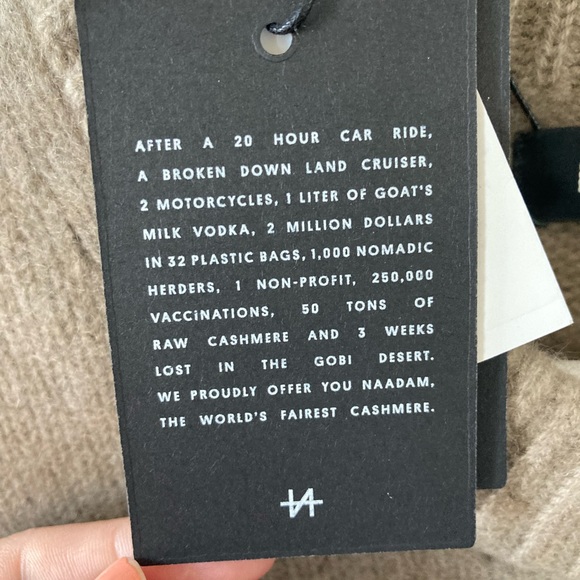 AFTER A 20 HOUR CAR RIDE,
A BROKEN DOWN LAND CRUISER,
2 MOTORCYCLES, 1 LITER OF GOAT'S
MILK VODKA, 2 MILLION DOLLARS
IN 32 PLASTIC BAGS, 1,000 NOMADIC
HERDERS, 1 NON-PROFIT, 250,000
VACCiNATIONS, 50 TONS OF
RAW CASHMERE AND 3 WEEKS
LOST IN THE GOBI DESERT.
WE PROUDLY OFFER YOU NAADAM,
THE WORLD'S FAIREST CASHMERE.